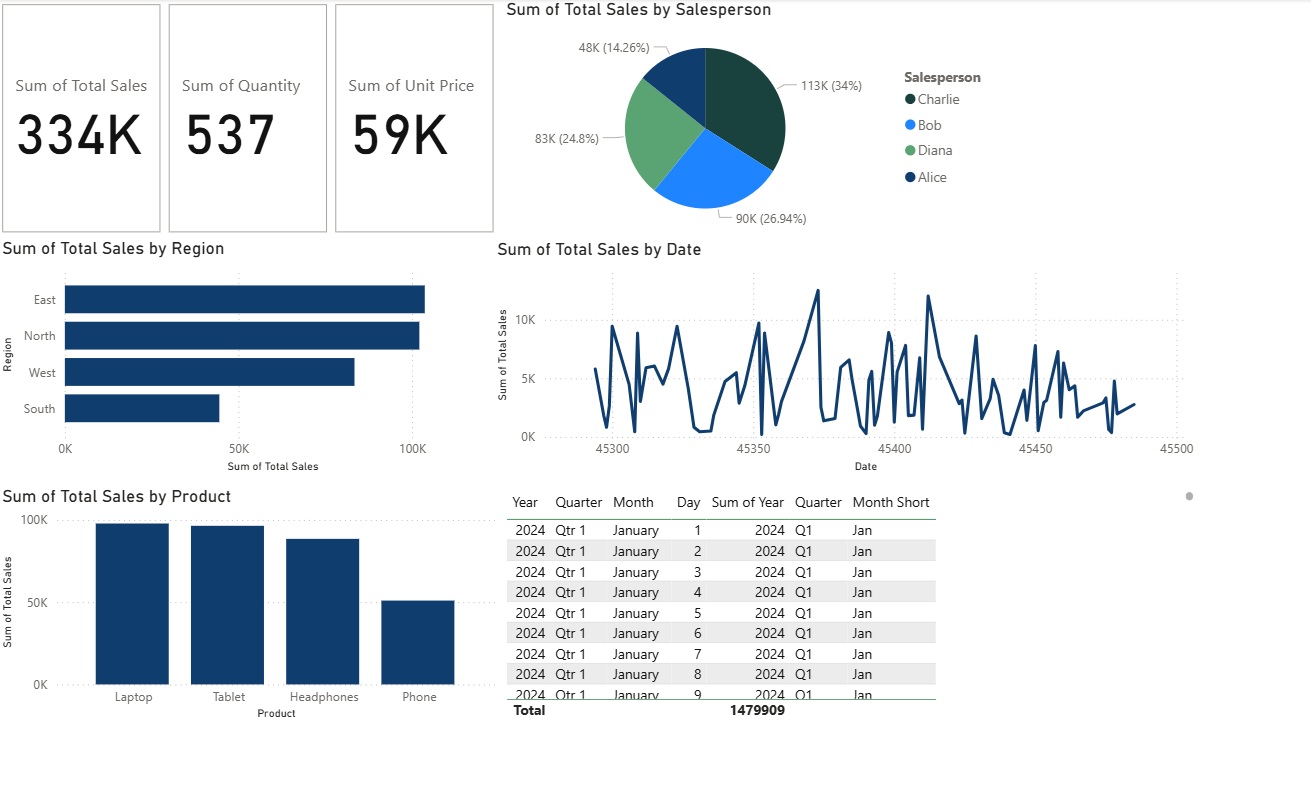 Sum of Total Sales
334K
Sum of Quantity
537
Sum of Unit Price
59K
Sum of Total Sales by Salesperson
48K (14.26%)
113K (34%)
83K (24.8%)
90K (26.94%)
Salesperson
Charlie
Bob
Diana
Alice
Sum of Total Sales by Region
Region
East
North
West
South
0K 50K 100K
Sum of Total Sales
Sum of Total Sales by Date
Sum of Total Sales
10K
5K
0K
45300 45350 45400 45450 45500
Date
Sum of Total Sales by Product
Sum of Total Sales
100K
50K
0K
Laptop Tablet Headphones Phone
Product
Year Quarter Month Day Sum of Year Quarter Month Short
2024 Qtr 1 January 1 2024 Q1 Jan
2024 Qtr 1 January 2 2024 Q1 Jan
2024 Qtr 1 January 3 2024 Q1 Jan
2024 Qtr 1 January 4 2024 Q1 Jan
2024 Qtr 1 January 5 2024 Q1 Jan
2024 Qtr 1 January 6 2024 Q1 Jan
2024 Qtr 1 January 7 2024 Q1 Jan
2024 Qtr 1 January 8 2024 Q1 Jan
2024 Qtr 1 January 9 2024 Q1 Jan
Total 1479909